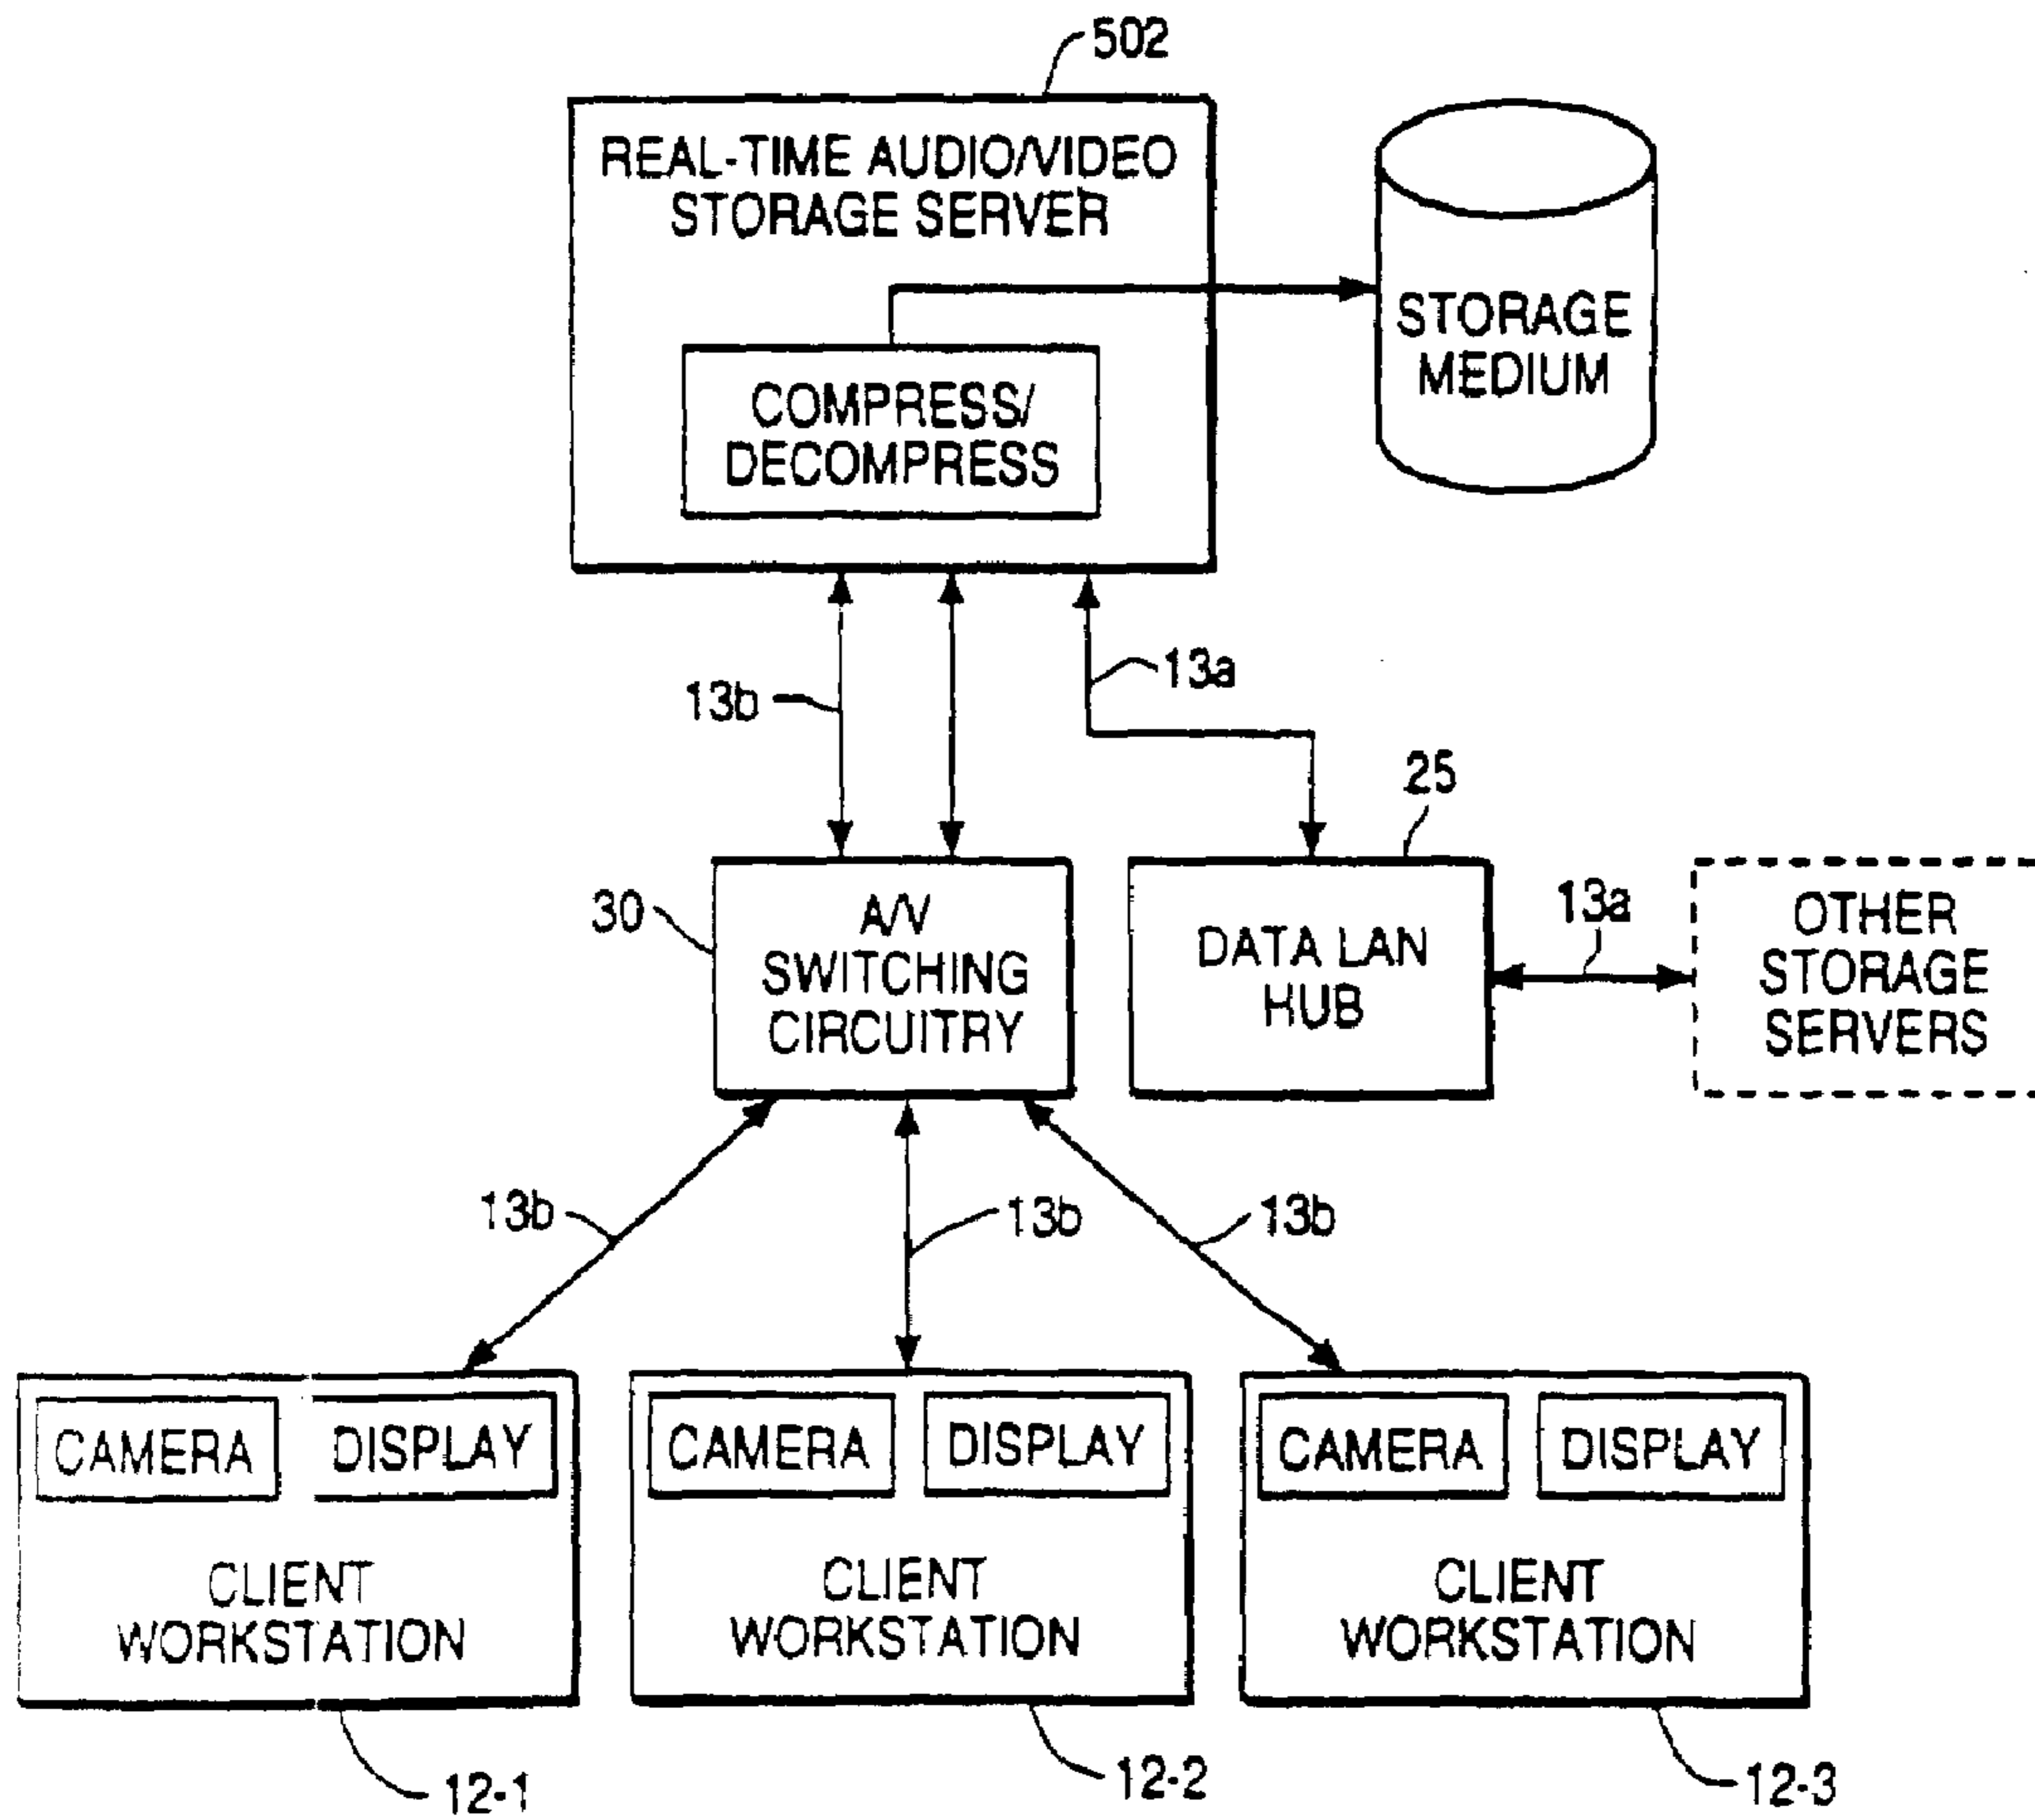 502
REAL-TIME AUDIO/VIDEO
STORAGE SERVER
COMPRESS/
DECOMPRESS
STORAGE
MEDIUM
13b
13a
25
30
A/V
SWITCHING
CIRCUITRY
DATA LAN
HUB
13a
OTHER
STORAGE
SERVERS
13b
13b
13b
CAMERA
DISPLAY
CLIENT
WORKSTATION
CAMERA
DISPLAY
CLIENT
WORKSTATION
CAMERA
DISPLAY
CLIENT
WORKSTATION
12-1
12-2
12-3